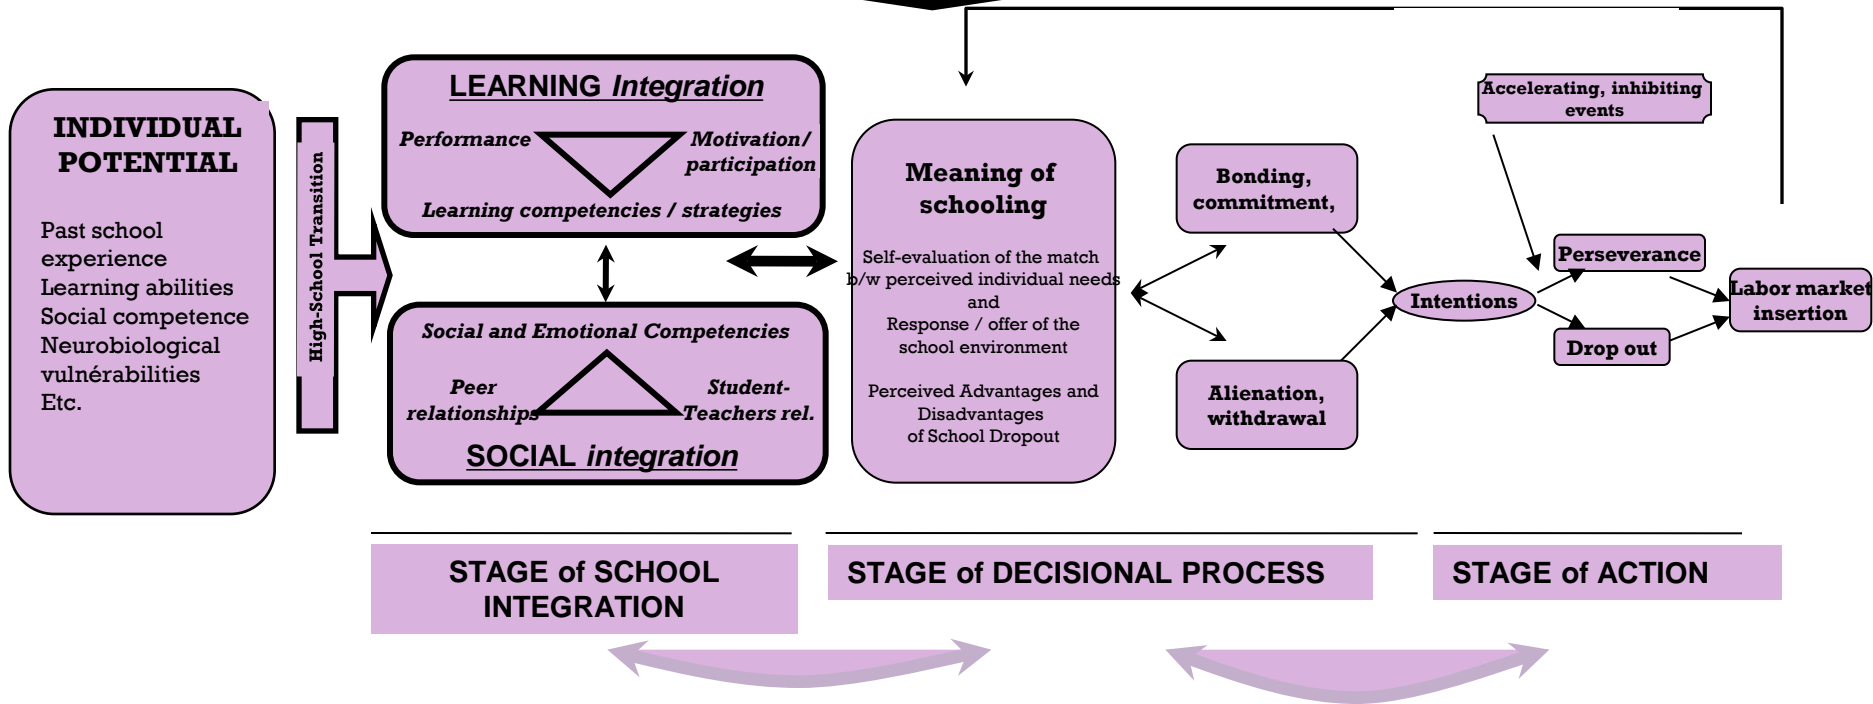 INDIVIDUAL
POTENTIAL
Past school
experience
Learning abilities
Social competence
Neurobiological
vulnérabilities
Etc.
High-School Transition
LEARNING Integration
Performance
Motivation/
participation
Learning competencies / strategies
Social and Emotional Competencies
Peer
relationships
Student-
Teachers rel.
SOCIAL integration
Meaning of
schooling
Self-evaluation of the match
b/w perceived individual needs
and
Response / offer of the
school environment
Perceived Advantages and
Disadvantages
of School Dropout
Bonding,
commitment,
Alienation,
withdrawal
Intentions
Accelerating, inhibiting
events
Perseverance
Drop out
Labor market
insertion
STAGE of SCHOOL
INTEGRATION
STAGE of DECISIONAL PROCESS
STAGE of ACTION